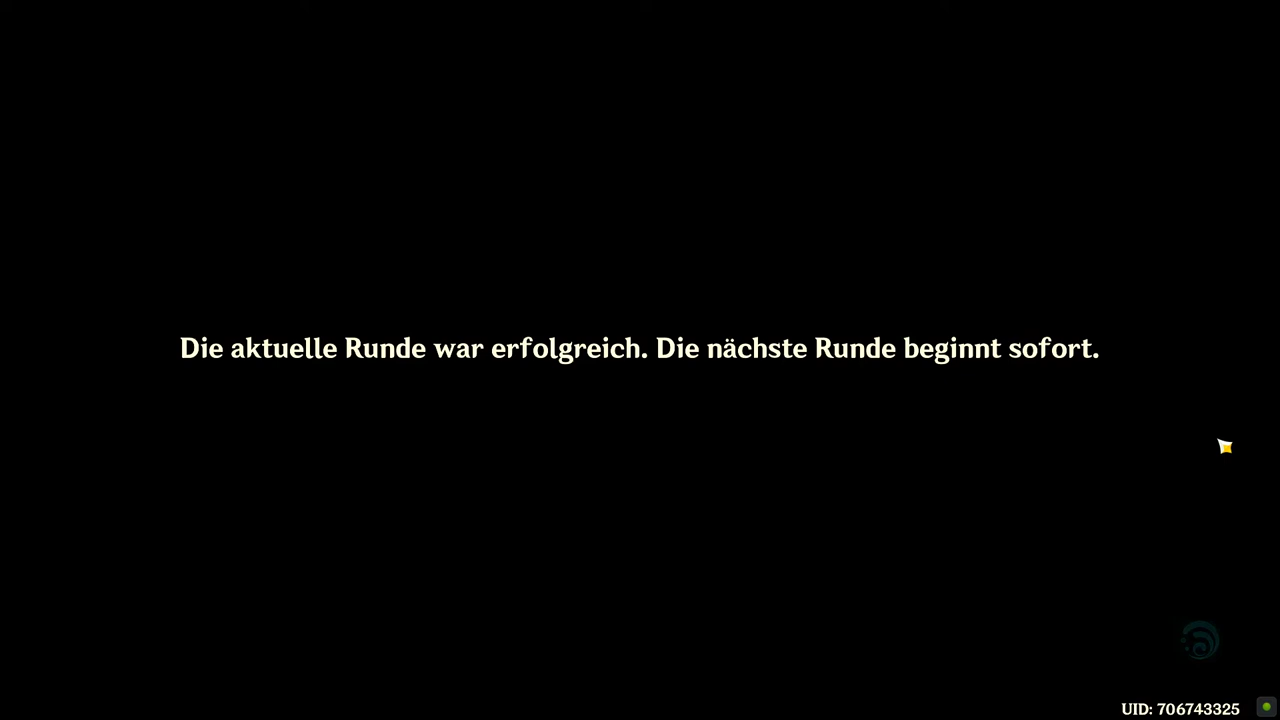 Die aktuelle Runde war erfolgreich. Die nächste Runde beginnt sofort.
UID: 706743325